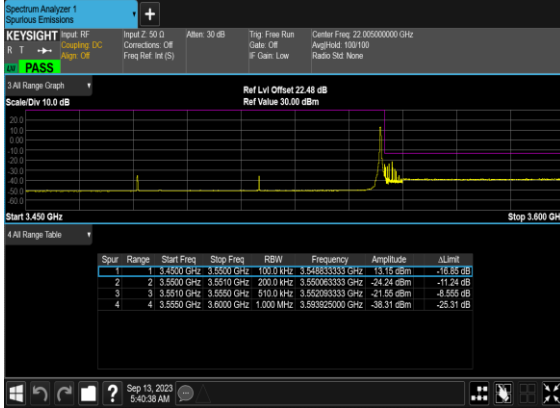 Spectrum Analyzer 1
Spurious Emissions
KEYSIGHT Input: RF Input Z: 50 Ω Atten: 30 dB Trig: Free Run Center Freq: 22.005000000 GHz
R T Coupling: DC Corrections: Off Gate: Off Avg|Hold: 100/100
Align: Off Freq Ref: Int (S) IF Gain: Low Radio Std: None
PASS
3 All Range Graph
Ref Lvl Offset 22.48 dB
Scale/Div 10.0 dB Ref Value 30.00 dBm
20.0
10.0
0.00
-10.0
-20.0
-30.0
-40.0
-50.0
-60.0
Start 3.450 GHz Stop 3.600 GH
4 All Range Table
Spur Range Start Freq Stop Freq RBW Frequency Amplitude ΔLimit
1 1 3.4500 GHz 3.5500 GHz 100.0 kHz 3.548833333 GHz 13.15 dBm -16.85 dB
2 2 3.5500 GHz 3.5510 GHz 200.0 kHz 3.550063333 GHz -24.24 dBm -11.24 dB
3 3 3.5510 GHz 3.5550 GHz 510.0 kHz 3.552093333 GHz -21.55 dBm -8.555 dB
4 4 3.5550 GHz 3.6000 GHz 1.000 MHz 3.593925000 GHz -38.31 dBm -25.31 dB
Sep 13, 2023
5:40:38 AM